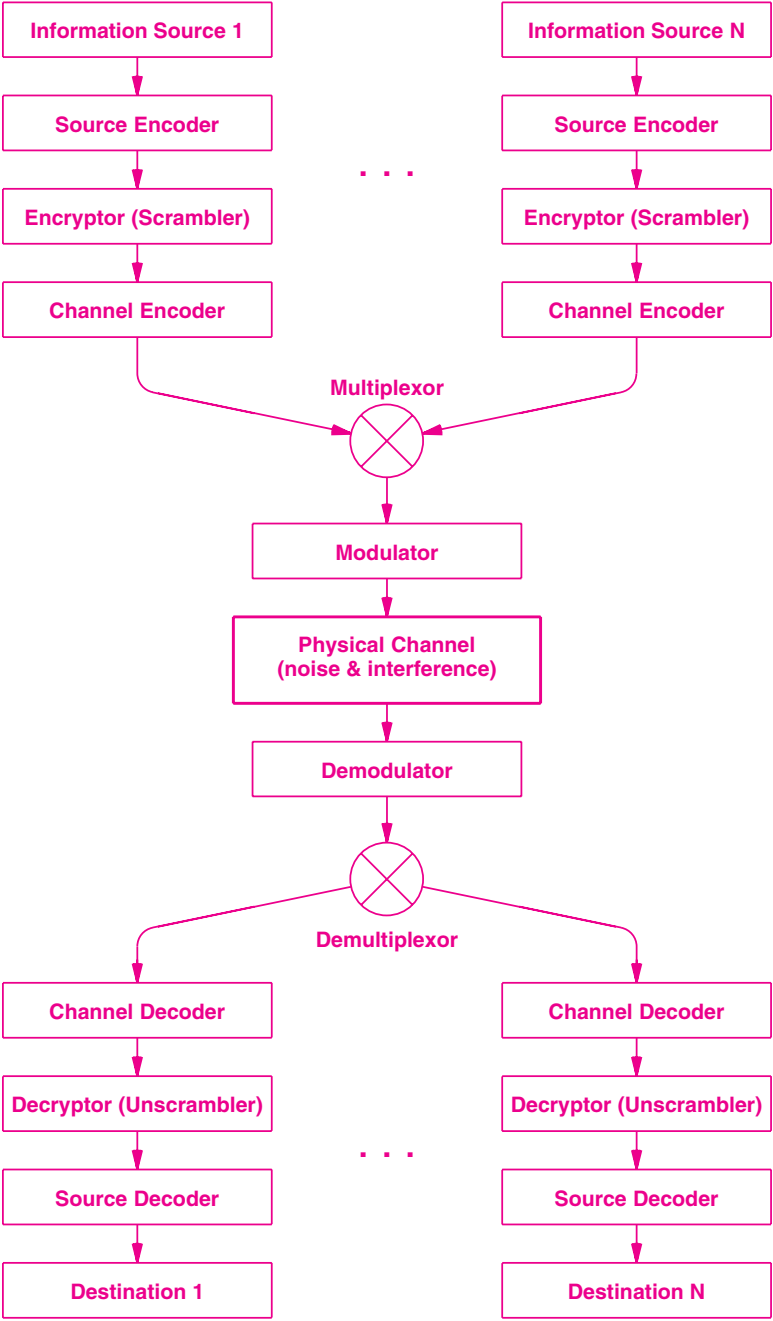 Information Source 1
Information Source N
Source Encoder
Source Encoder
. . .
Encryptor (Scrambler)
Encryptor (Scrambler)
Channel Encoder
Channel Encoder
Multiplexor
Modulator
Physical Channel
(noise & interference)
Demodulator
Demultiplexor
Channel Decoder
Channel Decoder
Decryptor (Unscrambler)
Decryptor (Unscrambler)
. . .
Source Decoder
Source Decoder
Destination 1
Destination N